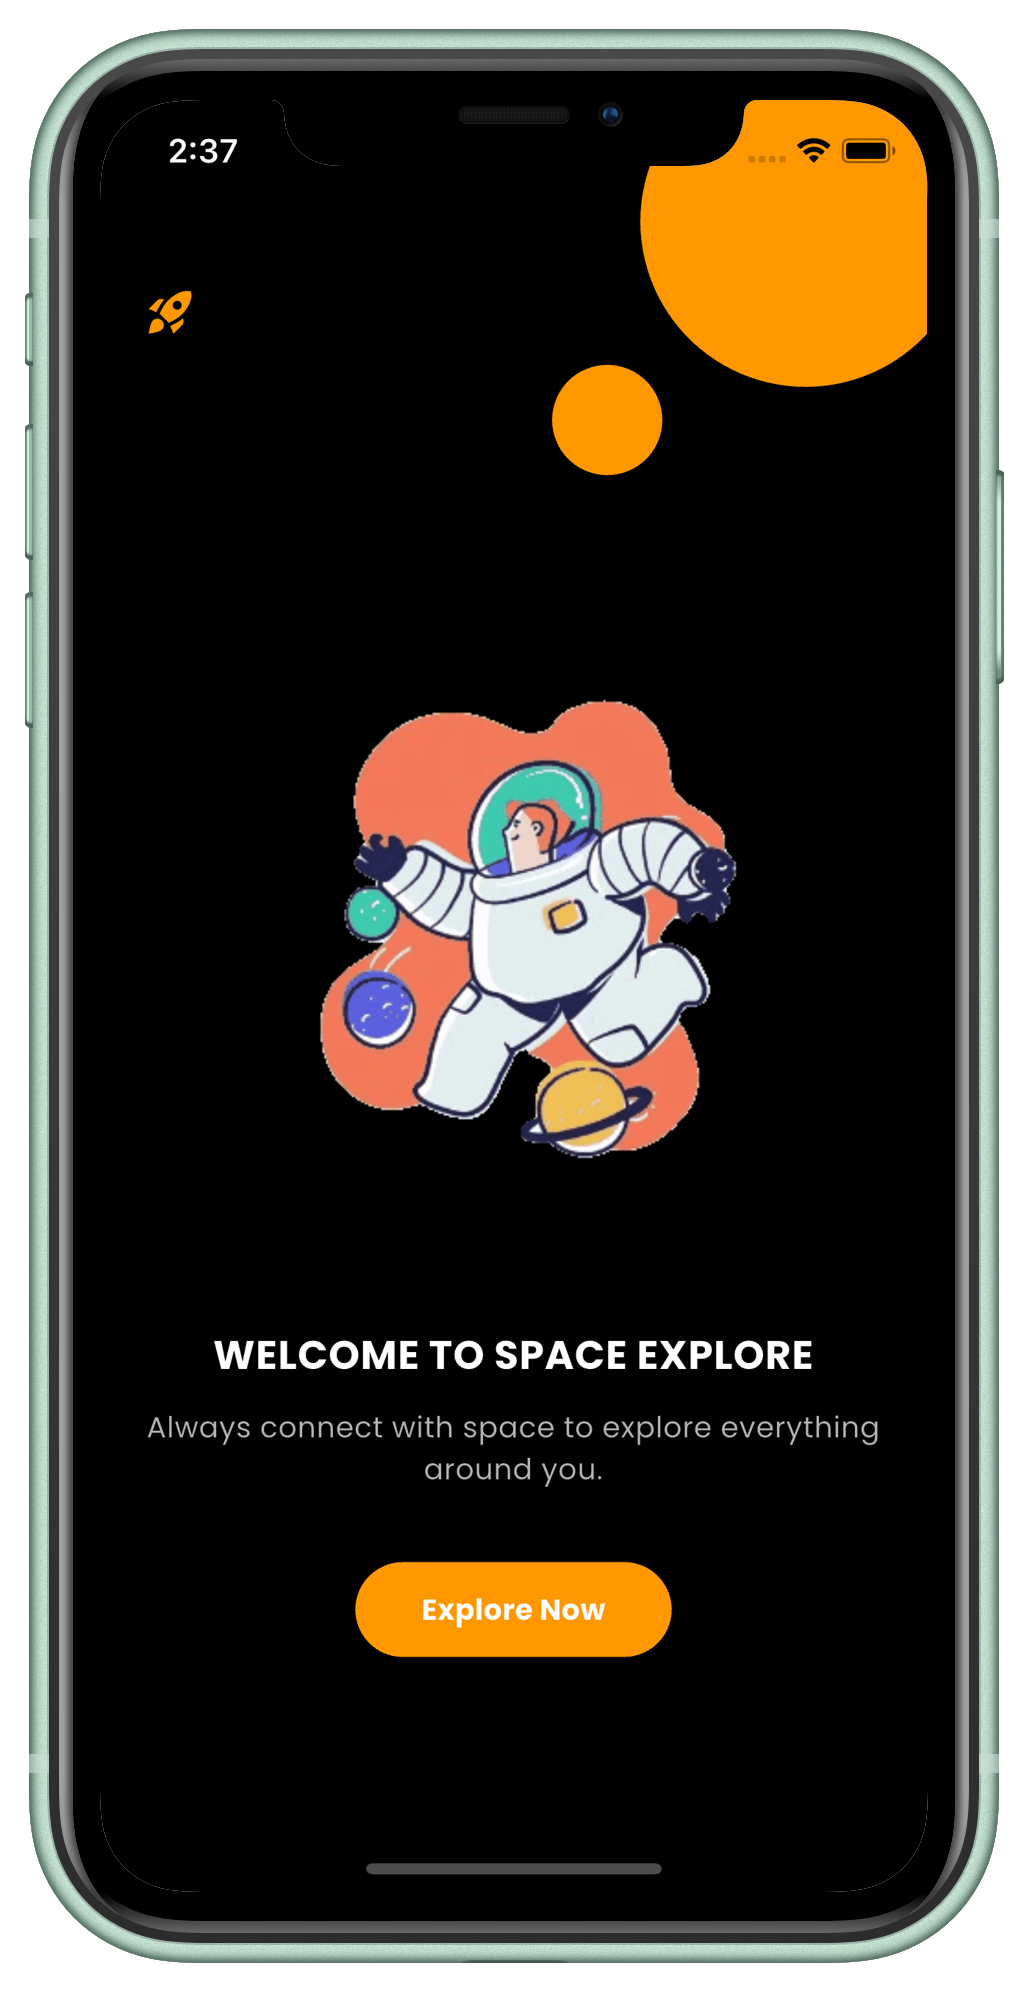 2:37
WELCOME TO SPACE EXPLORE
Always connect with space to explore everything
around you.
Explore Now